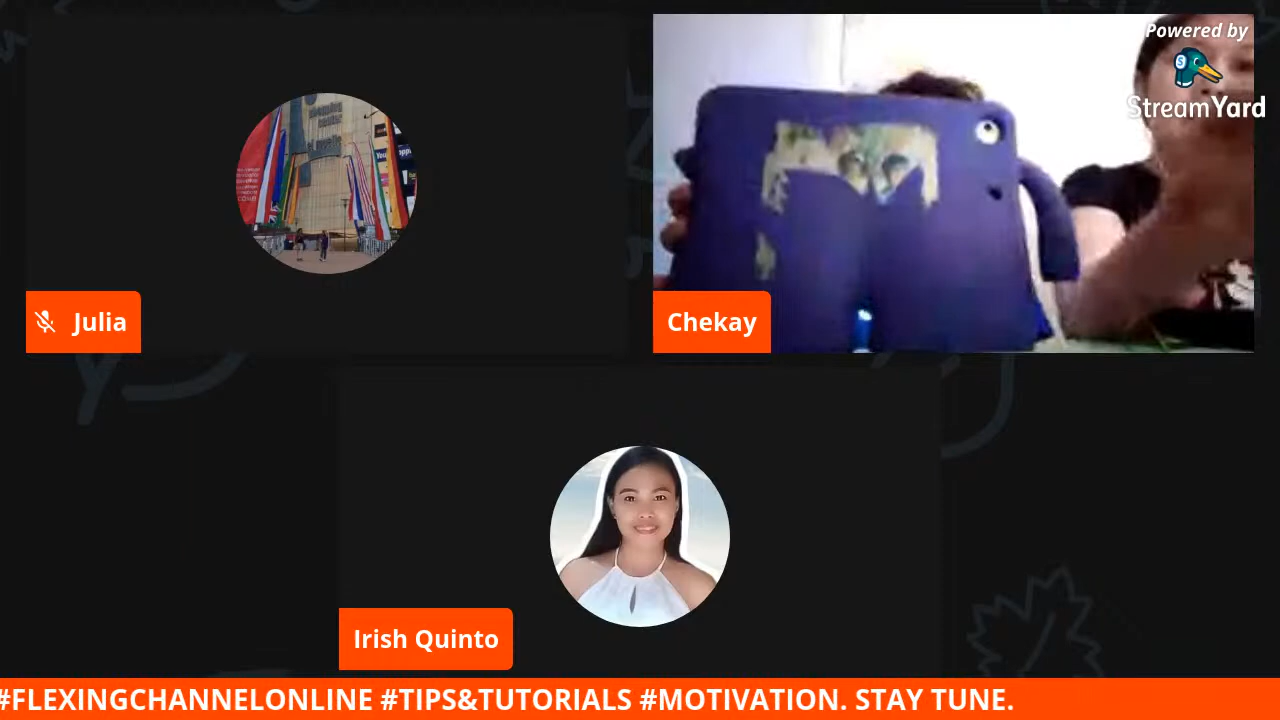 Powered by
StreamYard
Julia
Chekay
Irish Quinto
#FLEXINGCHANNELONLINE #TIPS&TUTORIALS #MOTIVATION. STAY TUNE.